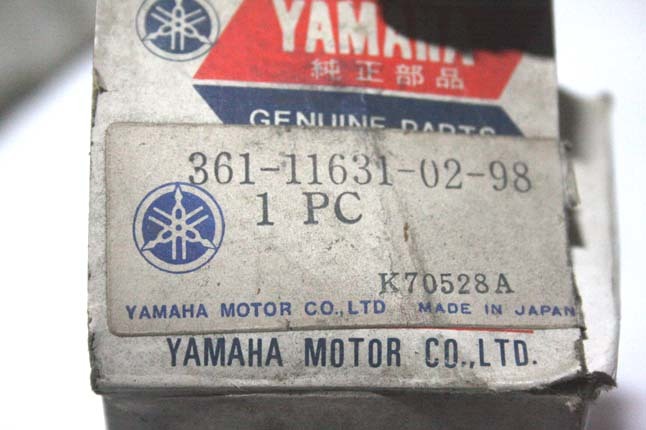 YAMAHA
純正部品
GENUINE PARTS
361-11631-02-98
1 PC
K70528A
YAMAHA MOTOR CO.,LTD MADE IN JAPAN
YAMAHA MOTOR CO.,LTD.